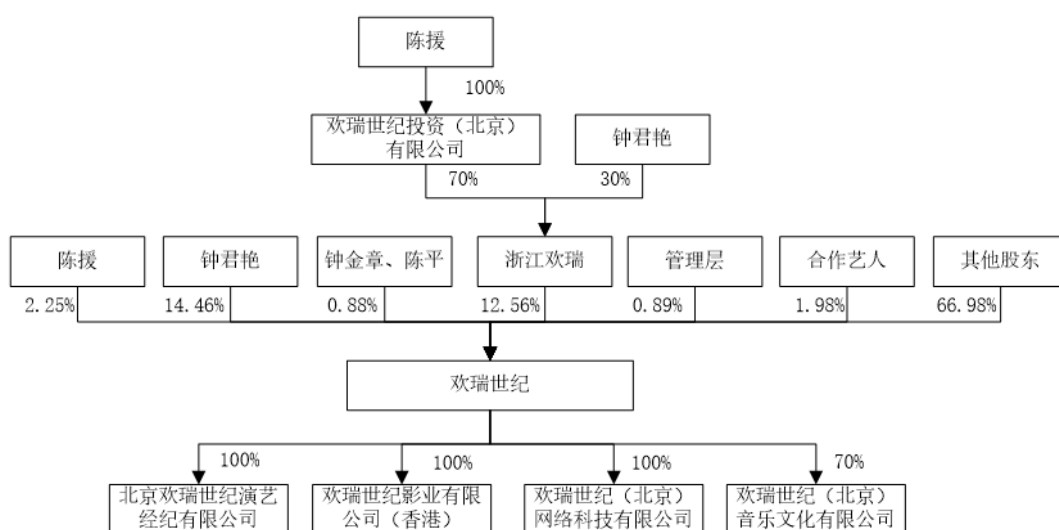 陈援
100%
欢瑞世纪投资（北京）
有限公司
钟君艳
70%
30%
陈援
钟君艳
钟金章、陈平
浙江欢瑞
管理层
合作艺人
其他股东
2.25%
14.46%
0.88%
12.56%
0.89%
1.98%
66.98%
欢瑞世纪
100%
100%
100%
70%
北京欢瑞世纪演艺
经纪有限公司
欢瑞世纪影业有限
公司（香港）
欢瑞世纪（北京）
网络科技有限公司
欢瑞世纪（北京）
音乐文化有限公司